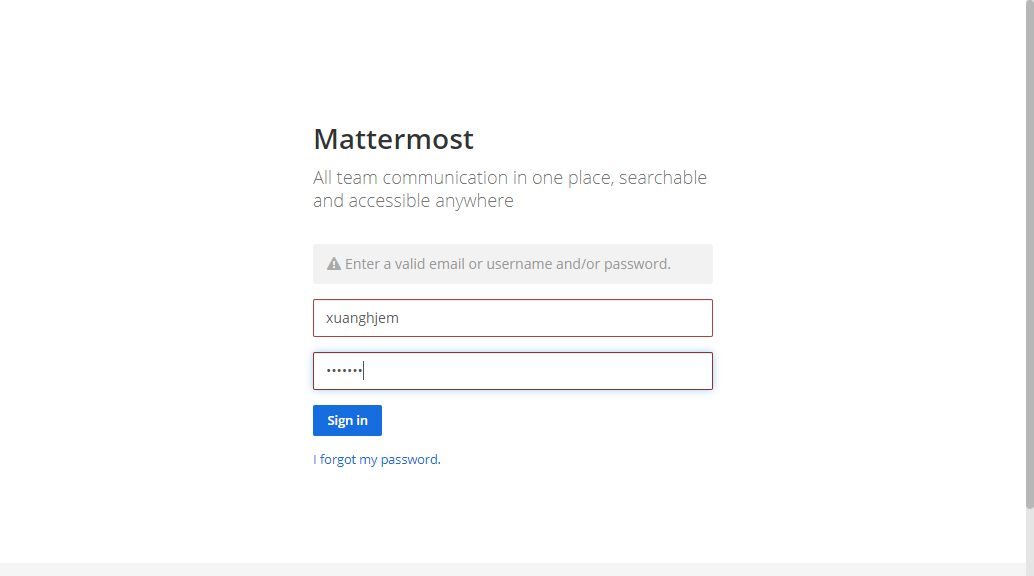 Mattermost
All team communication in one place, searchable
and accessible anywhere
Enter a valid email or username and/or password.
xuanghjem
•••••••
Sign in
I forgot my password.